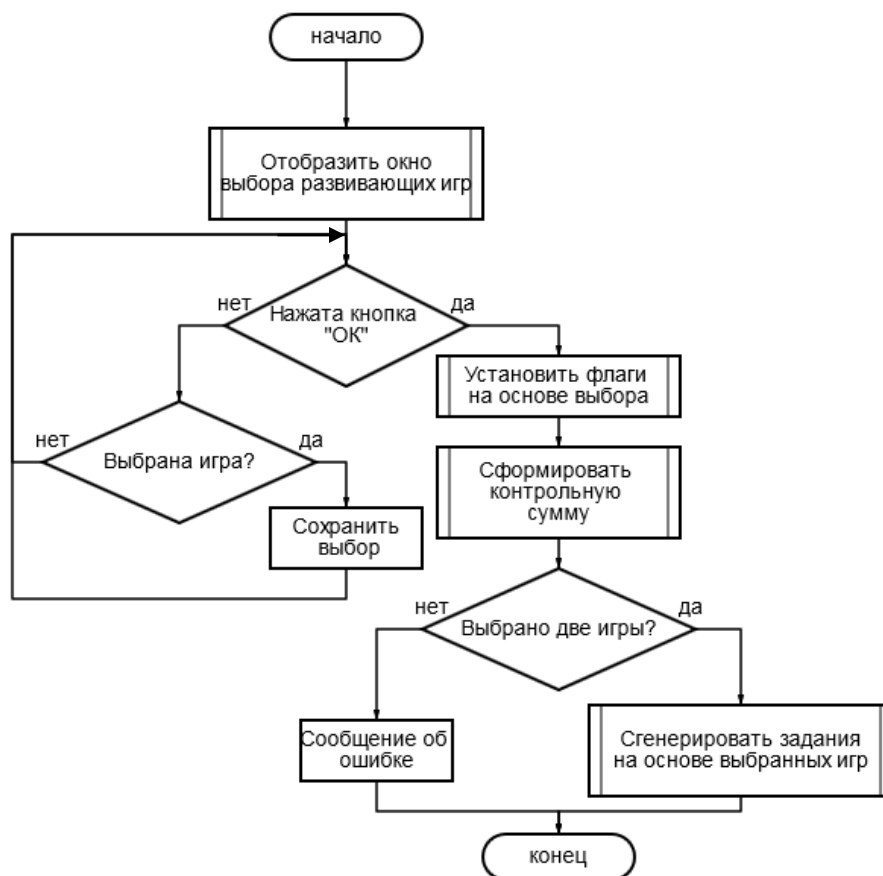 начало
Отобразить окно
выбора развивающих игр
нет
да
Нажата кнопка
"ОК"
Установить флаги
на основе выбора
нет
да
Выбрана игра?
Сформировать
контрольную
сумму
Сохранить
выбор
нет
да
Выбрано две игры?
Сообщение об
ошибке
Сгенерировать задания
на основе выбранных игр
конец